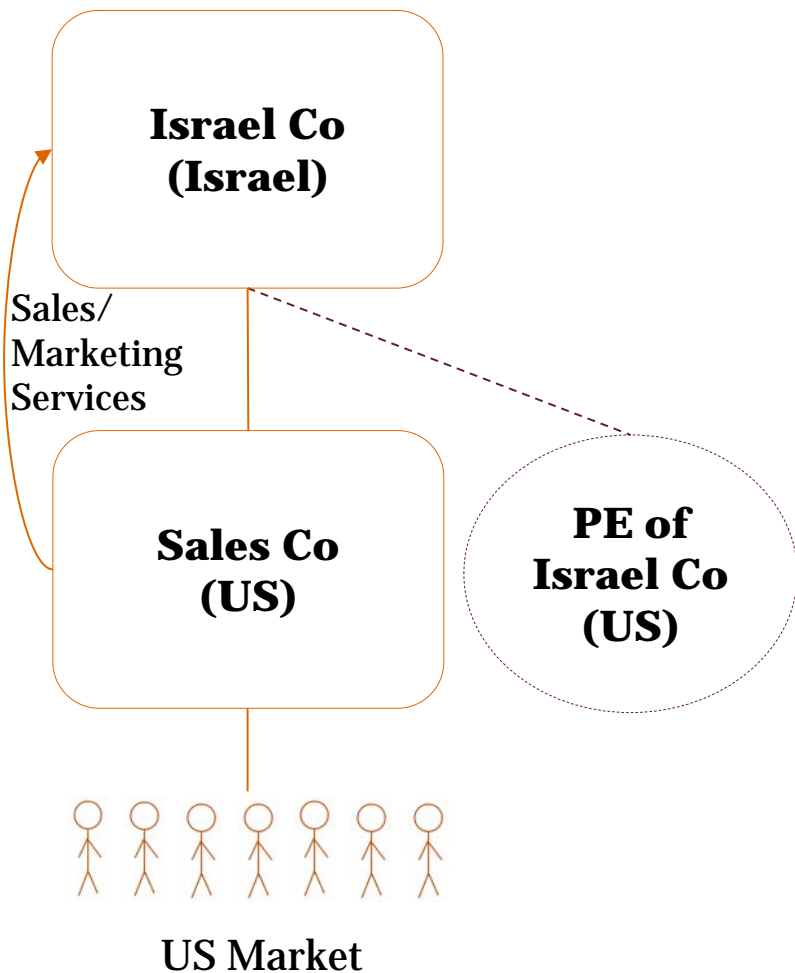 Israel Co
(Israel)
Sales/
Marketing
Services
Sales Co
(US)
PE of
Israel Co
(US)
US Market